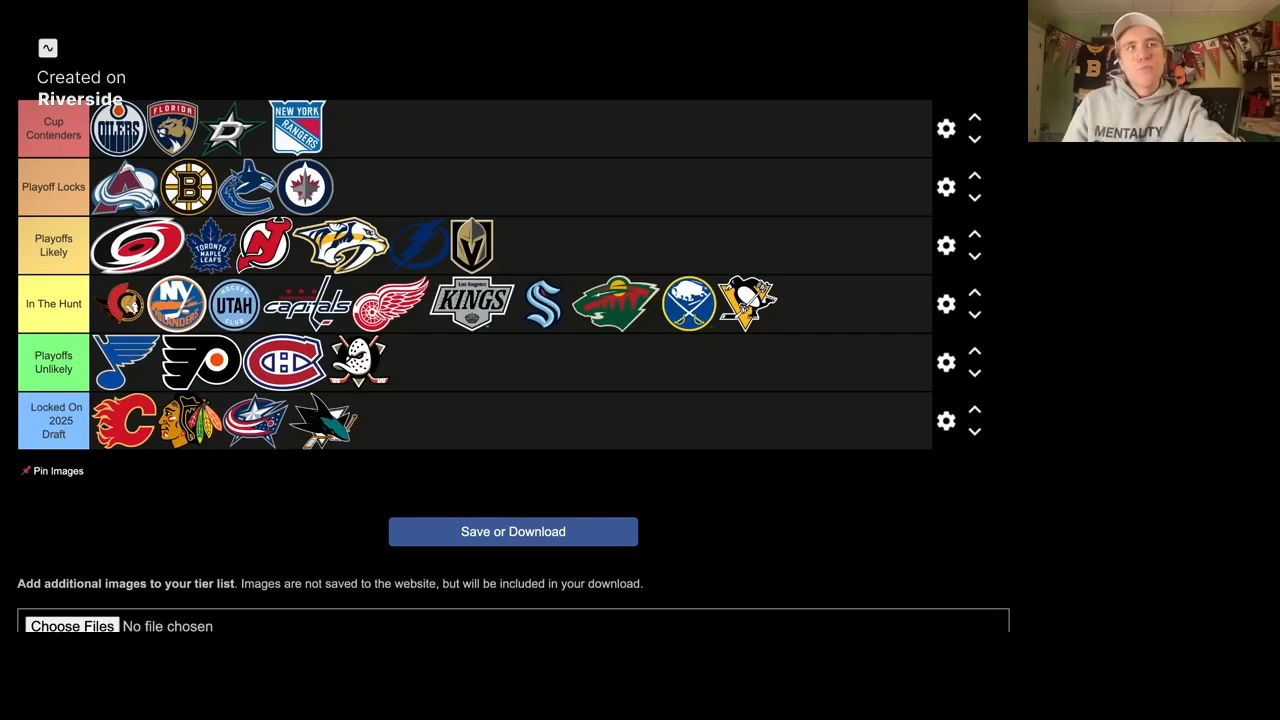 Created on
Riverside
Cup
Contenders
OILERS
FLORIDA
NEW YORK
RANGERS
Playoff Locks
B
Playoffs
Likely
TORONTO
MAPLE
LEAFS
V
In The Hunt
NY
ISLANDERS
HOCKEY
UTAH
CLUB
capitals
Los Angeles
KINGS
Playoffs
Unlikely
Locked On
2025
Draft
Pin Images
Save or Download
Add additional images to your tier list. Images are not saved to the website, but will be included in your download.
Choose Files No file chosen
B
MENTALITY